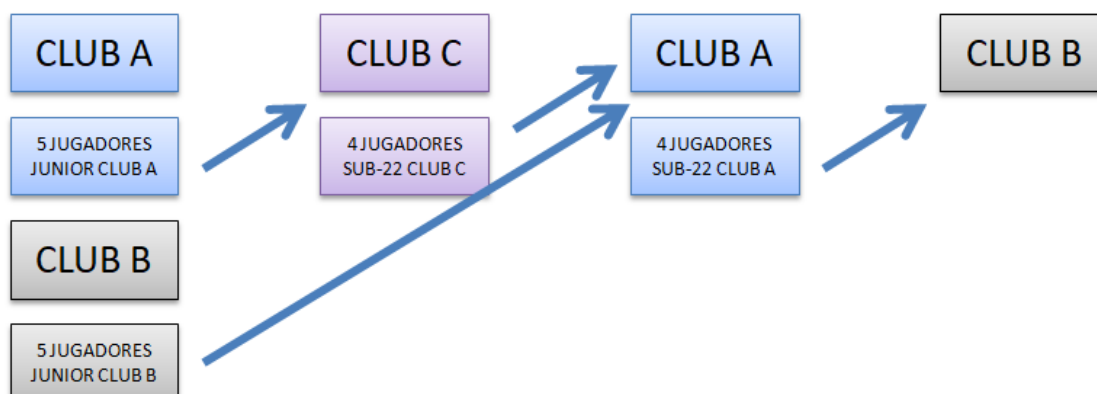 CLUB A
CLUB C
CLUB A
CLUB B
5 JUGADORES
JUNIOR CLUB A
4 JUGADORES
SUB-22 CLUB C
4 JUGADORES
SUB-22 CLUB A
CLUB B
5 JUGADORES
JUNIOR CLUB B